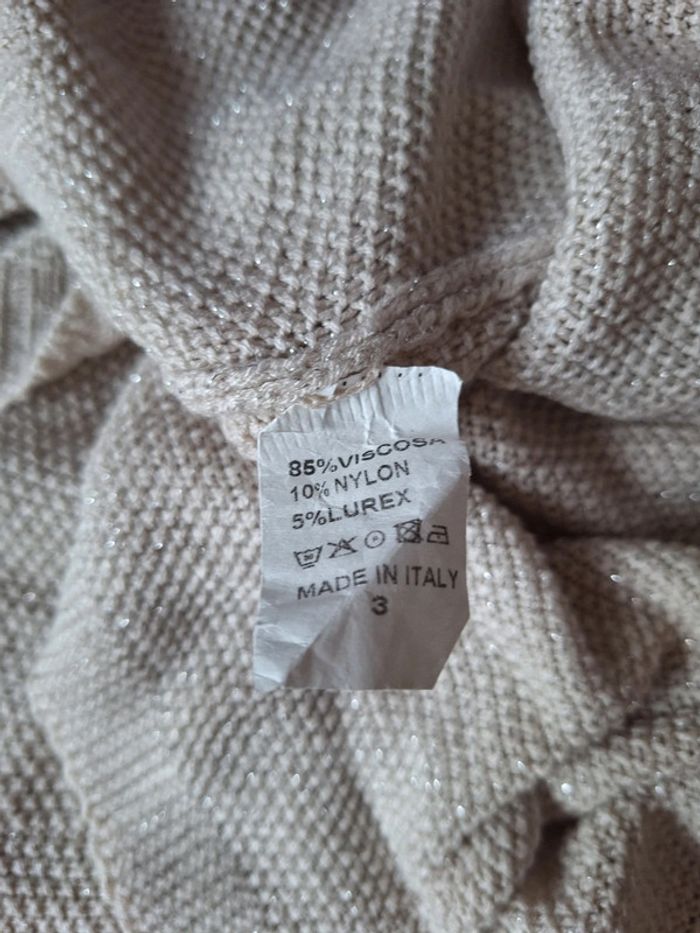 85%VISCOSA
10%NYLON
5%LUREX
MADE IN ITALY
3